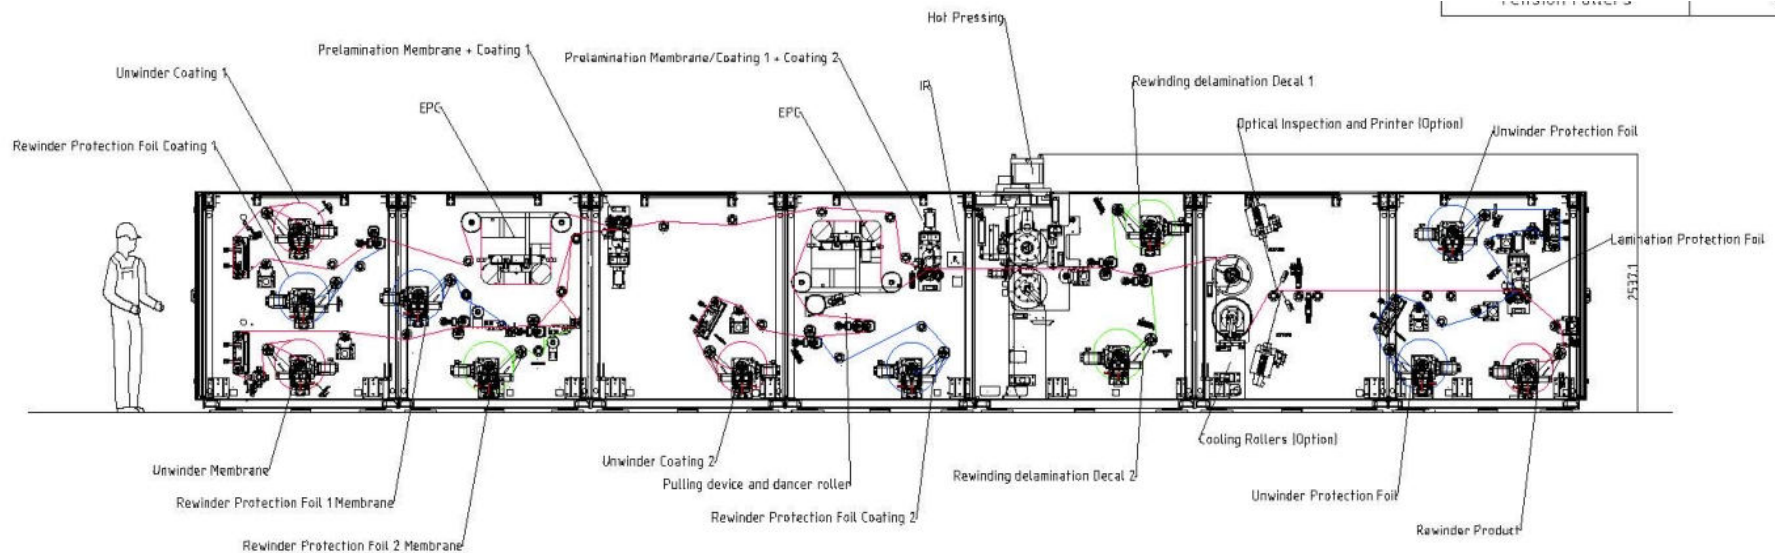 Tension Pullers
Hot Pressing
Prelamination Membrane + Coating 1
Prelamination Membrane/Coating 1 + Coating 2
Unwinder Coating 1
IR
Rewinding delamination Decal 1
EPC
EPC
Optical Inspection and Printer (Option)
Unwinder Protection Foil
Rewinder Protection Foil Coating 1
Lamination Protection Foil
2537.1
Cooling Rollers (Option)
Unwinder Membrane
Unwinder Coating 2
Pulling device and dancer roller
Rewinding delamination Decal 2
Rewinder Protection Foil 1 Membrane
Unwinder Protection Foil
Rewinder Protection Foil Coating 2
Rewinder Product
Rewinder Protection Foil 2 Membrane